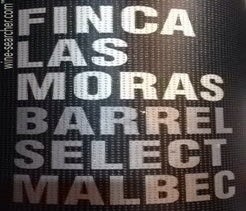 wine-searcher.com
FINCA
LAS
MORAS
BARREL
SELECT
MALBEC